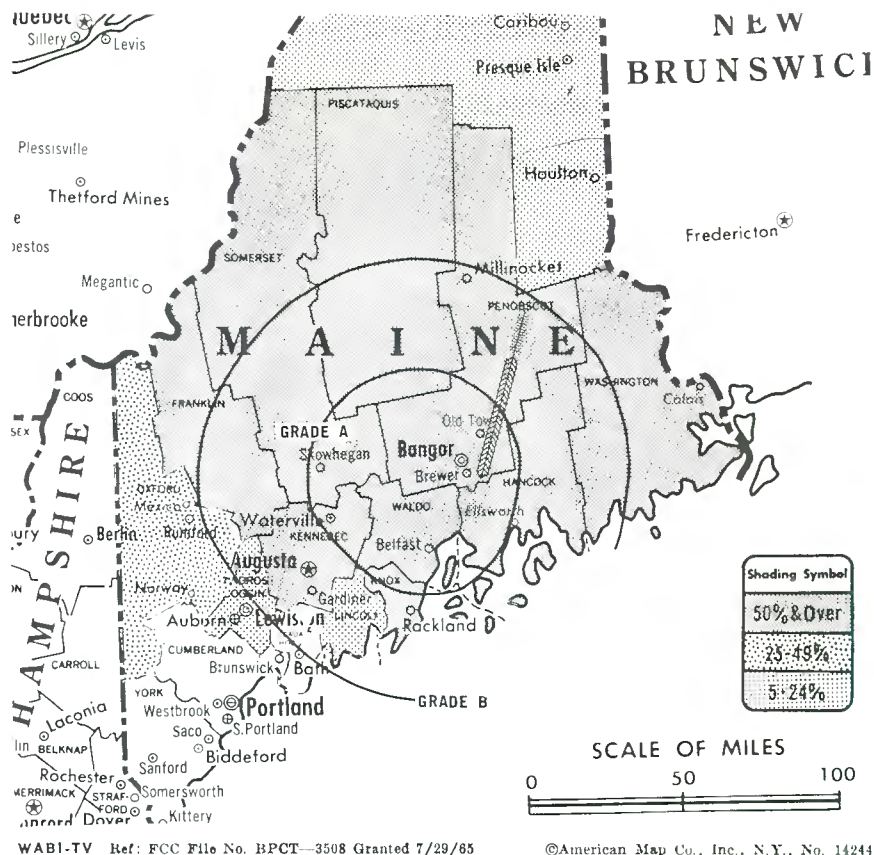 Sillery
Levis
Caribou
Presque Isle
NEW
BRUNSWICK
PISCATAQUIS
Plessisville
Thetford Mines
Houlton
Fredericton
SOMERSET
Megantic
Millinocket
PENOBSCOT
MAINE
COOS
FRANKLIN
WASHINGTON
Calais
GRADE A
Old Town
Skowhegan
Bangor
Brewer
HANCOCK
OXFORD
Mexico
Rumford
WALDO
Ellsworth
Waterville
KENNEBEC
Berlin
Belfast
Augusta
KNOX
Norway
Gardiner
LINCOLN
Auburn
Lewiston
Rockland
HAMPSHIRE
CARROLL
CUMBERLAND
Brunswick
Bath
YORK
GRADE B
Westbrook
Portland
Laconia
Saco
S. Portland
BELKNAP
Biddeford
Sanford
Rochester
MERRIMACK
STRAF-
FORD
Somersworth
Dover
Kittery
Shading Symbol
50% & Over
25-49%
5-24%
SCALE OF MILES
0 50 100
WABI-TV Ref: FCC File No. BPCT—3508 Granted 7/29/65
©American Map Co., Inc., N.Y., No. 14244